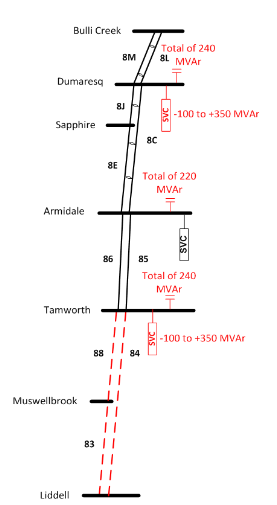 Bulli Creek
8M
8L
Total of 240
MVAr
Dumaresq
8J
SVC
-100 to +350 MVAr
Sapphire
8C
8E
Total of 220
MVAr
Armidale
SVC
86
85
Total of 240
MVAr
Tamworth
SVC
-100 to +350 MVAr
88
84
Muswellbrook
83
Liddell